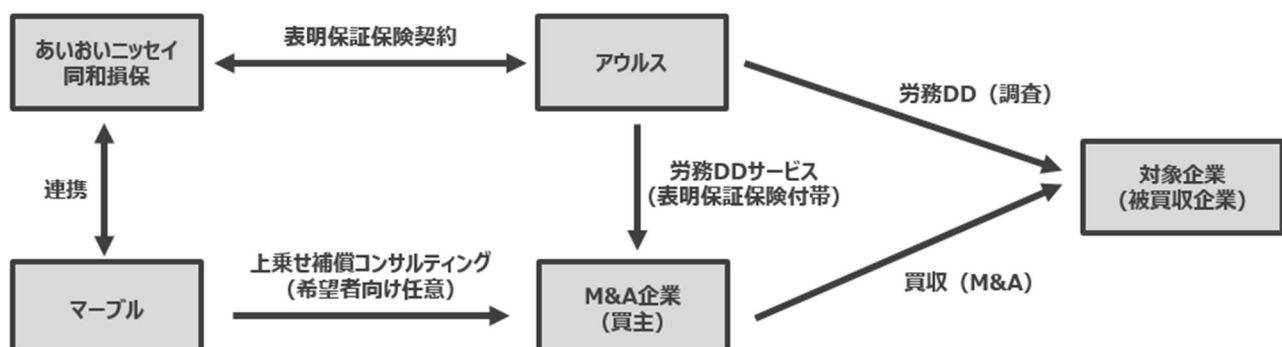 あいおいニッセイ
同和損保
表明保証保険契約
アウルス
労務DD（調査）
連携
労務DDサービス
(表明保証保険付帯)
対象企業
(被買収企業)
マーブル
上乗せ補償コンサルティング
(希望者向け任意)
M&A企業
(買主)
買収（M&A）